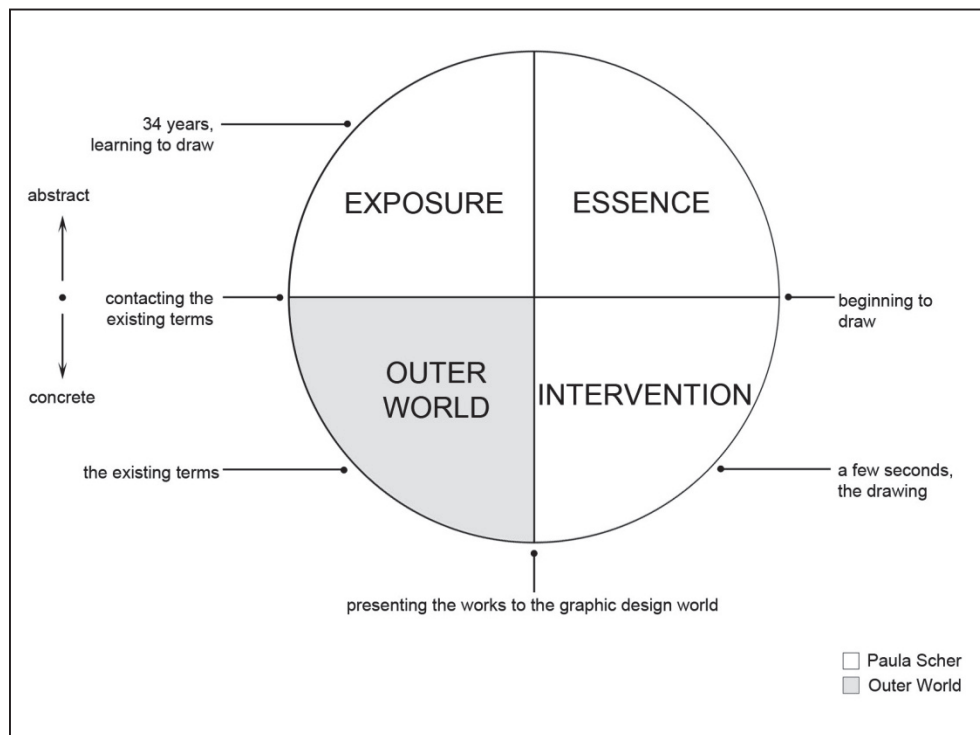 34 years,
learning to draw
abstract
EXPOSURE
ESSENCE
contacting the
existing terms
beginning to
draw
concrete
OUTER
WORLD
INTERVENTION
the existing terms
a few seconds,
the drawing
presenting the works to the graphic design world
Paula Scher
Outer World